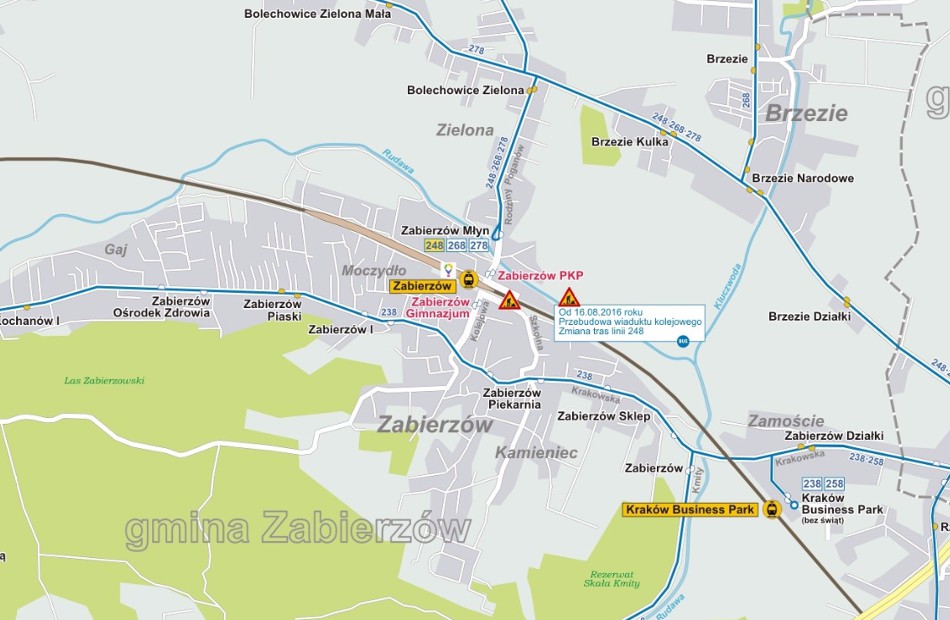 Bolechowice Zielona Mała
278
Brzezie
Bolechowice Zielona
268
Brzezie
Zielona
248·268·278
Brzezie Kulka
248·268·278
Rodziny Poganów
Rudawa
Brzezie Narodowe
Zabierzów Młyn
248 268 278
Gaj
Moczydło
Zabierzów PKP
Kluczwoda
Zabierzów
Zabierzów
Gimnazjum
Kolejowa
Szkolna
Od 16.08.2016 roku
Przebudowa wiaduktu kolejowego
Zmiana tras linii 248
Kochanów I
Zabierzów
Ośrodek Zdrowia
Zabierzów
Piaski
Zabierzów I
238
Brzezie Działki
Las Zabierzowski
238
Krakowska
Zabierzów
Piekarnia
Zabierzów Sklep
Zabierzów
Kamieniec
Zamoście
Zabierzów Działki
Krakowska
238·258
Zabierzów
Kmity
238 258
Kraków
Business Park
(bez świąt)
Kraków Business Park
gmina Zabierzów
Rezerwat
Skała Kmity
Rudawa